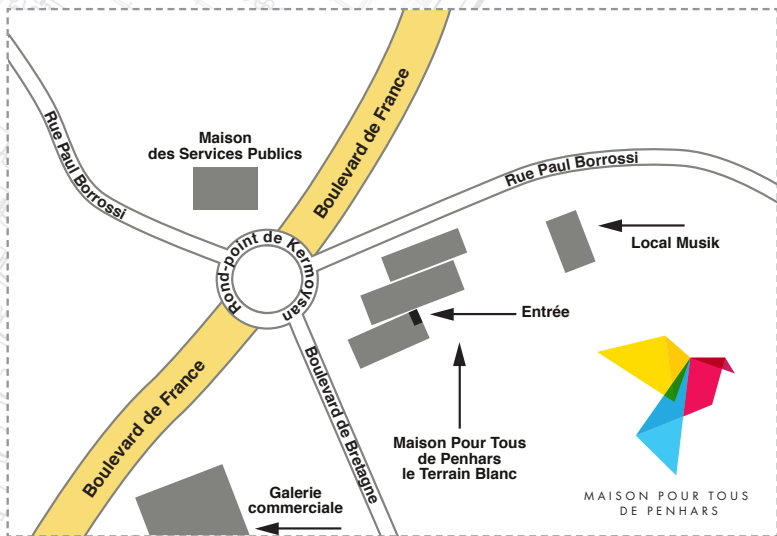 Boulevard de France
Rue Paul Borrossi
Maison
des Services Publics
Rue Paul Borrossi
Rond-point de Kermoysan
Local Musik
Entrée
Boulevard de France
Boulevard de Bretagne
Maison Pour Tous
de Penhars
le Terrain Blanc
Galerie
commerciale
MAISON POUR TOUS
DE PENHARS